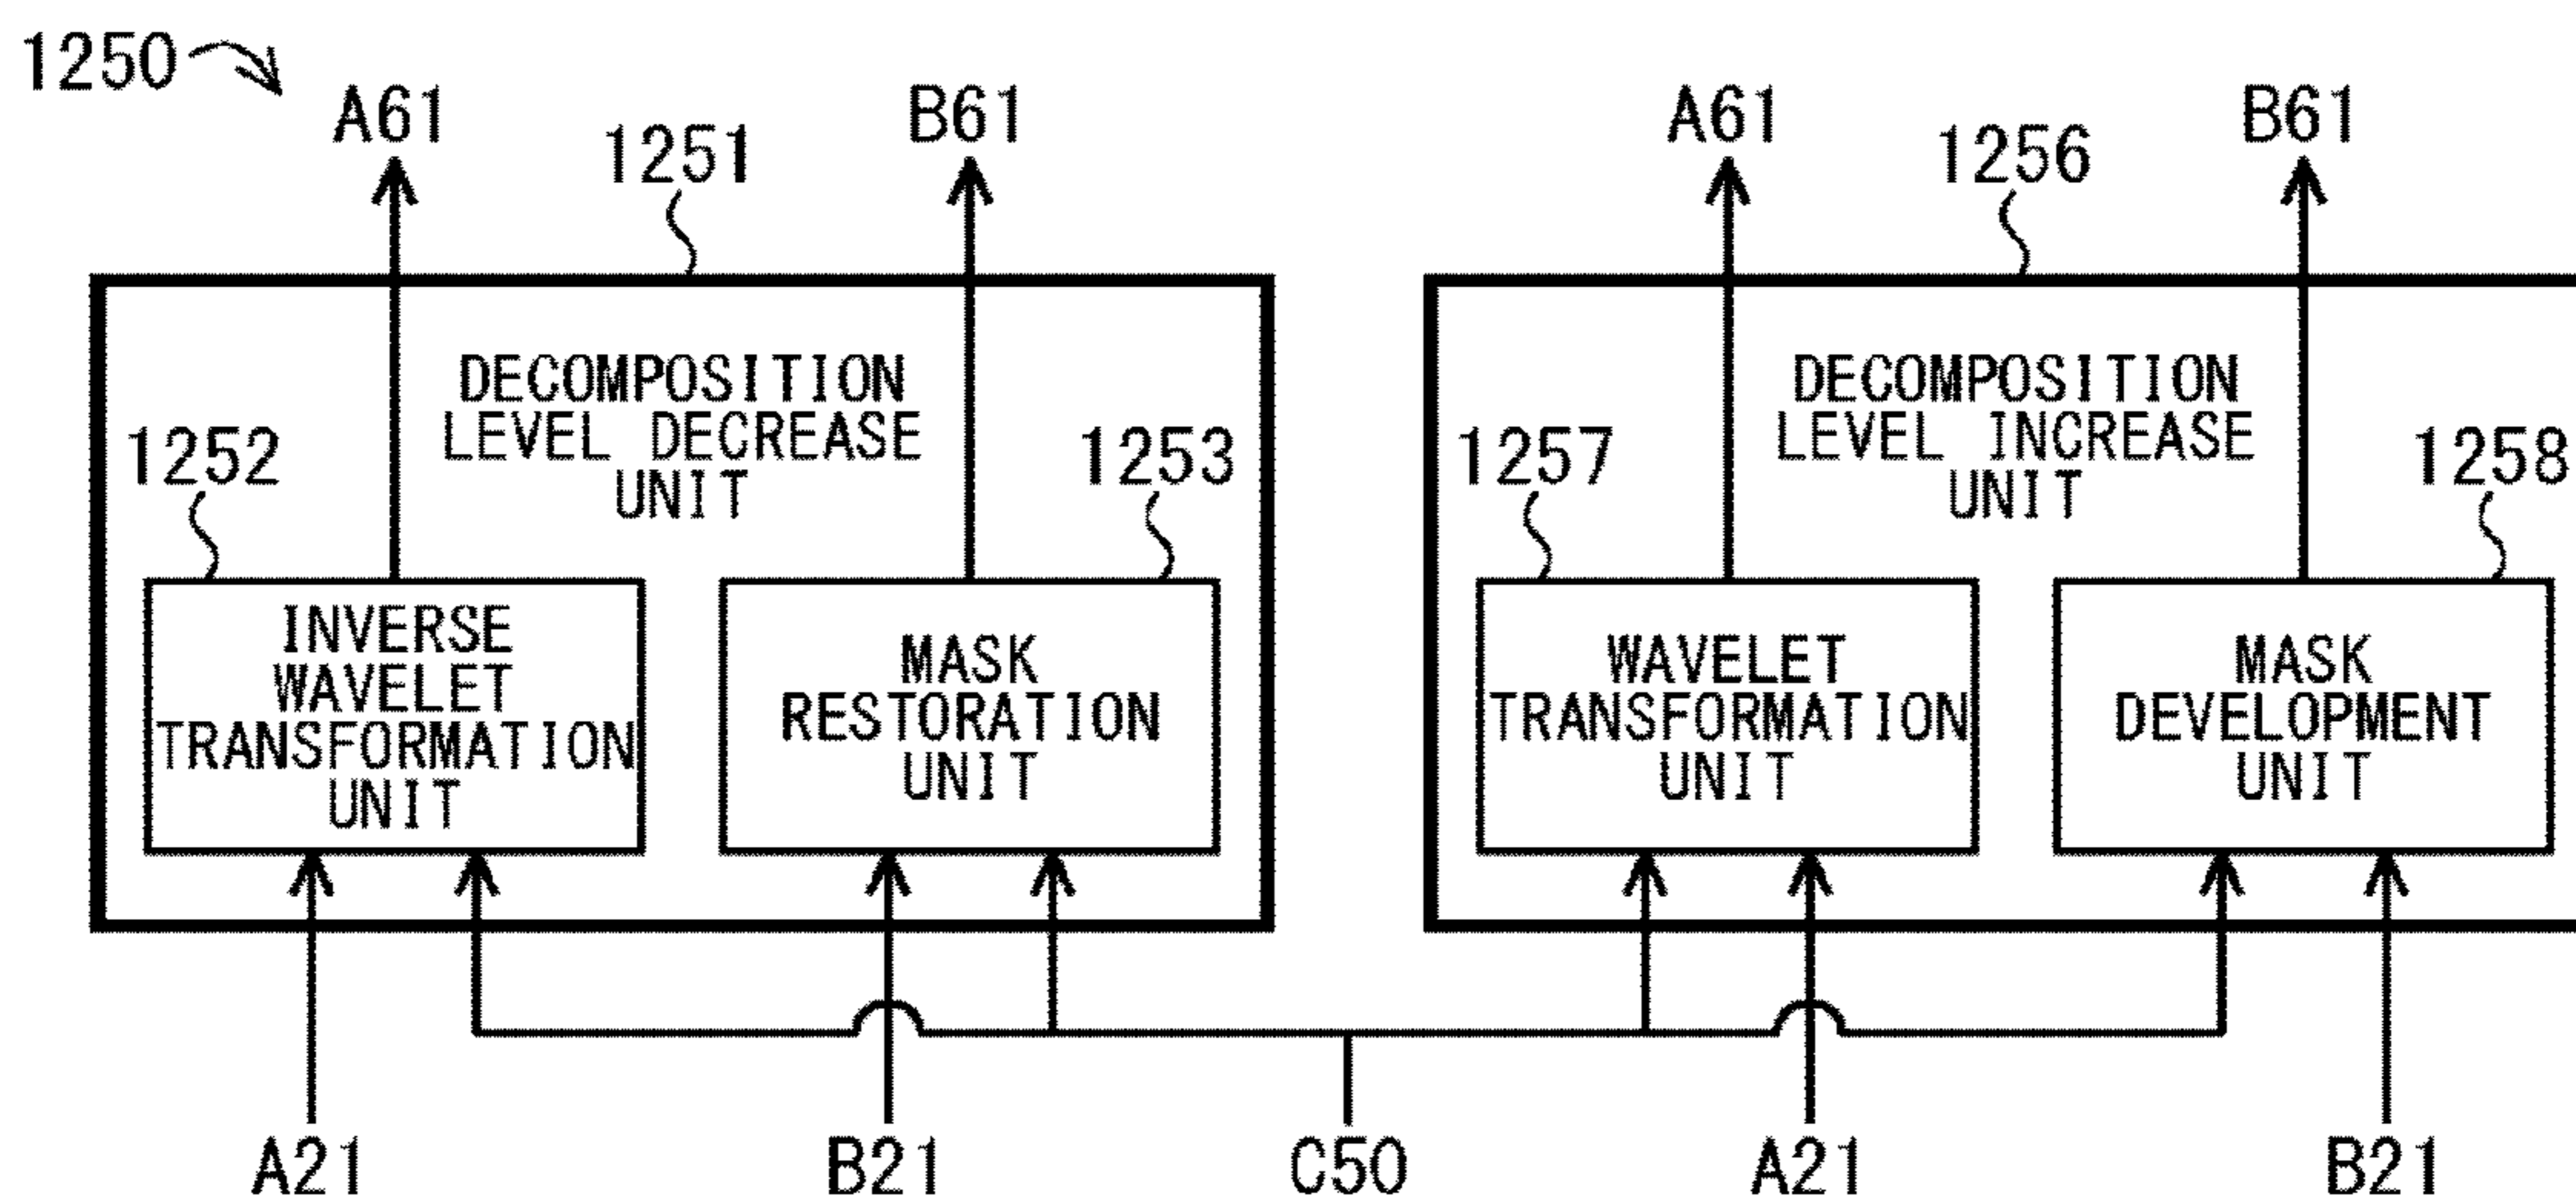 1250
A61
1251
B61
A61
1256
B61
DECOMPOSITION
LEVEL DECREASE
UNIT
1252
1253
INVERSE
WAVELET
TRANSFORMATION
UNIT
MASK
RESTORATION
UNIT
DECOMPOSITION
LEVEL INCREASE
UNIT
1257
1258
WAVELET
TRANSFORMATION
UNIT
MASK
DEVELOPMENT
UNIT
A21
B21
C50
A21
B21